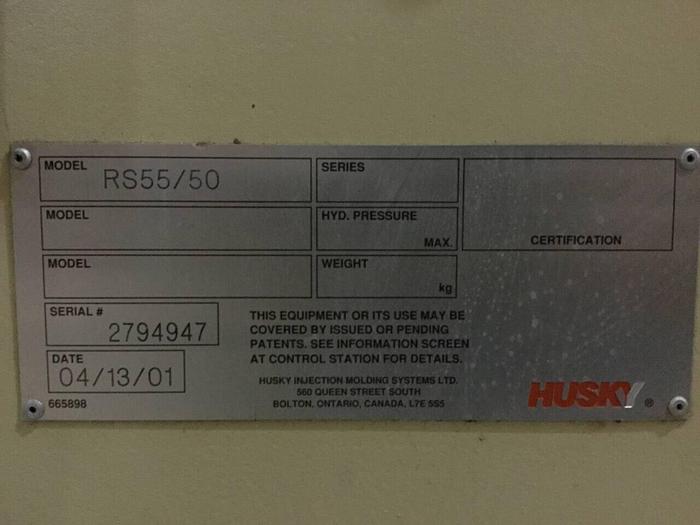 MODEL RS55/50
SERIES
MODEL
HYD. PRESSURE
MAX.
CERTIFICATION
MODEL
WEIGHT
kg
SERIAL #
2794947
DATE
04/13/01
665898
THIS EQUIPMENT OR ITS USE MAY BE
COVERED BY ISSUED OR PENDING
PATENTS. SEE INFORMATION SCREEN
AT CONTROL STATION FOR DETAILS.
HUSKY INJECTION MOLDING SYSTEMS LTD.
560 QUEEN STREET SOUTH
BOLTON, ONTARIO, CANADA, L7E 5S5
HUSKY ®